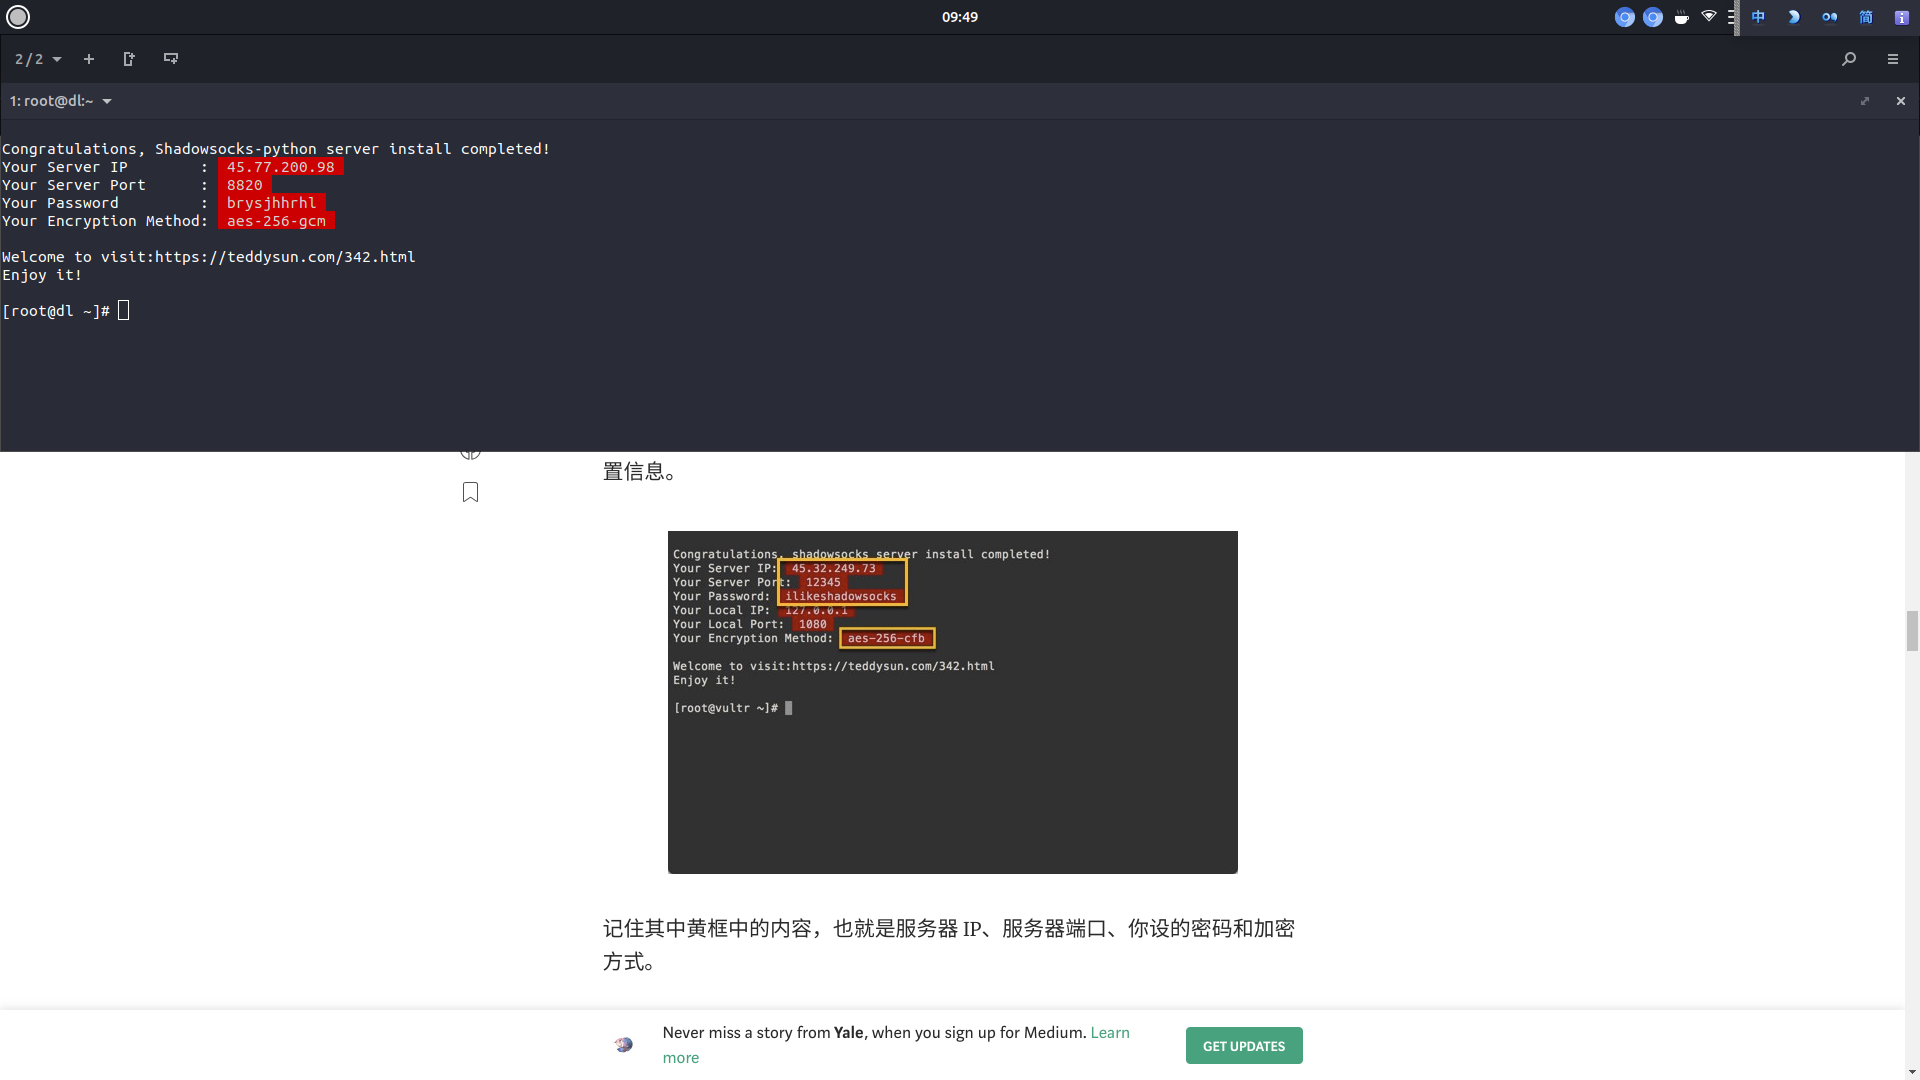 09:49
中
简
2 / 2
1: root@dl:~
Congratulations, Shadowsocks-python server install completed!
Your Server IP        :  45.77.200.98
Your Server Port      :  8820
Your Password         :  brysjhhrhl
Your Encryption Method:  aes-256-gcm
Welcome to visit:https://teddysun.com/342.html
Enjoy it!
[root@dl ~]#
置信息。
Congratulations, shadowsocks server install completed!
Your Server IP:  45.32.249.73
Your Server Port:  12345
Your Password:  ilikeshadowsocks
Your Local IP:  127.0.0.1
Your Local Port:  1080
Your Encryption Method:  aes-256-cfb
Welcome to visit:https://teddysun.com/342.html
Enjoy it!
[root@vultr ~]#
记住其中黄框中的内容，也就是服务器 IP、服务器端口、你设的密码和加密
方式。
Never miss a story from Yale, when you sign up for Medium. Learn
more
GET UPDATES